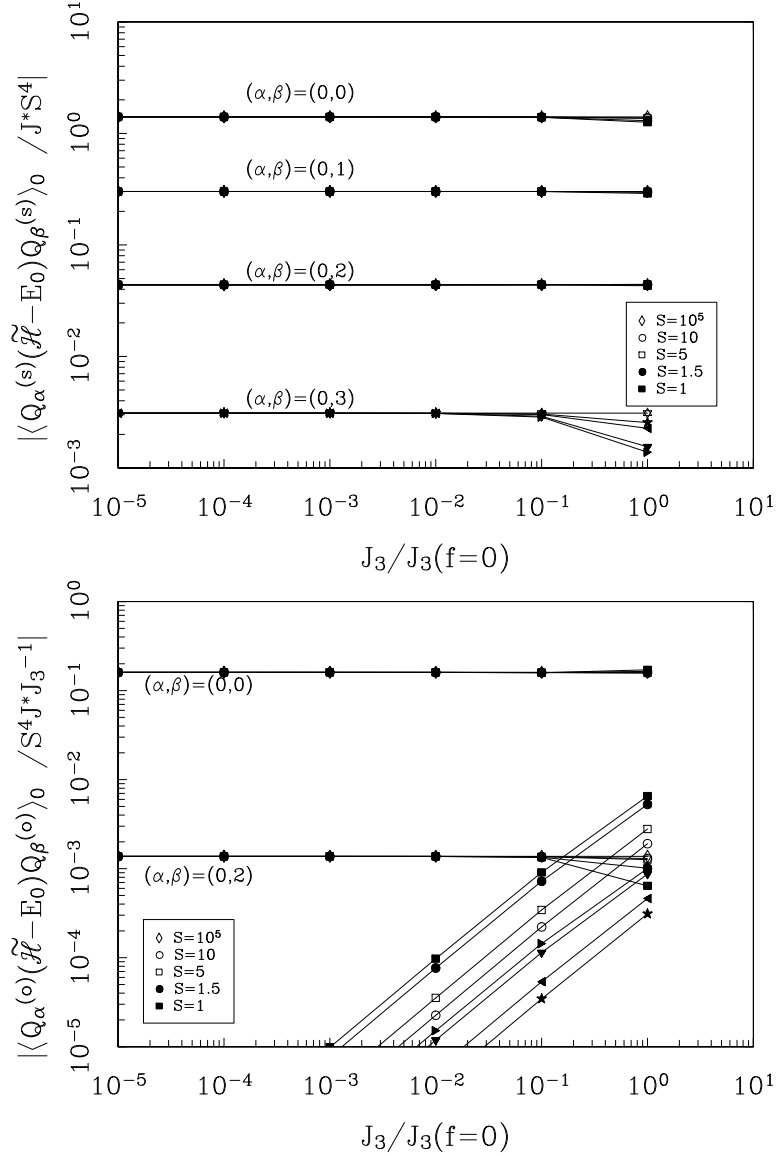 |⟨Q_α^(s)(ℋ̃−E_0)Q_β^(s)⟩_0 /J*S^4|
10^1
(α,β)=(0,0)
10^0
(α,β)=(0,1)
10^-1
(α,β)=(0,2)
10^-2
S=10^5
S=10
S=5
S=1.5
S=1
(α,β)=(0,3)
10^-3
10^-5 10^-4 10^-3 10^-2 10^-1 10^0 10^1
J_3/J_3(f=0)
|⟨Q_α^(o)(ℋ̃−E_0)Q_β^(o)⟩_0 /S^4J*J_3^-1|
10^0
10^-1
(α,β)=(0,0)
10^-2
10^-3
(α,β)=(0,2)
S=10^5
S=10
S=5
S=1.5
S=1
10^-4
10^-5
10^-5 10^-4 10^-3 10^-2 10^-1 10^0 10^1
J_3/J_3(f=0)